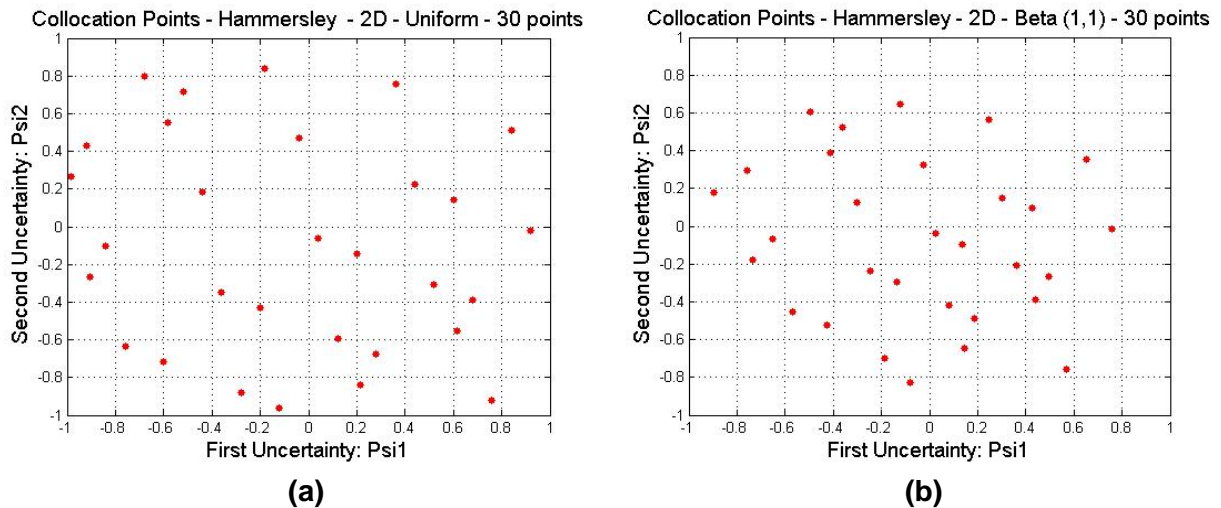 Collocation Points - Hammersley - 2D - Uniform - 30 points
1
0.8
0.6
0.4
0.2
0
-0.2
-0.4
-0.6
-0.8
-1
Second Uncertainty: Psi2
-1 -0.8 -0.6 -0.4 -0.2 0 0.2 0.4 0.6 0.8 1
First Uncertainty: Psi1
(a)
Collocation Points - Hammersley - 2D - Beta (1,1) - 30 points
1
0.8
0.6
0.4
0.2
0
-0.2
-0.4
-0.6
-0.8
-1
Second Uncertainty: Psi2
-1 -0.8 -0.6 -0.4 -0.2 0 0.2 0.4 0.6 0.8 1
First Uncertainty: Psi1
(b)